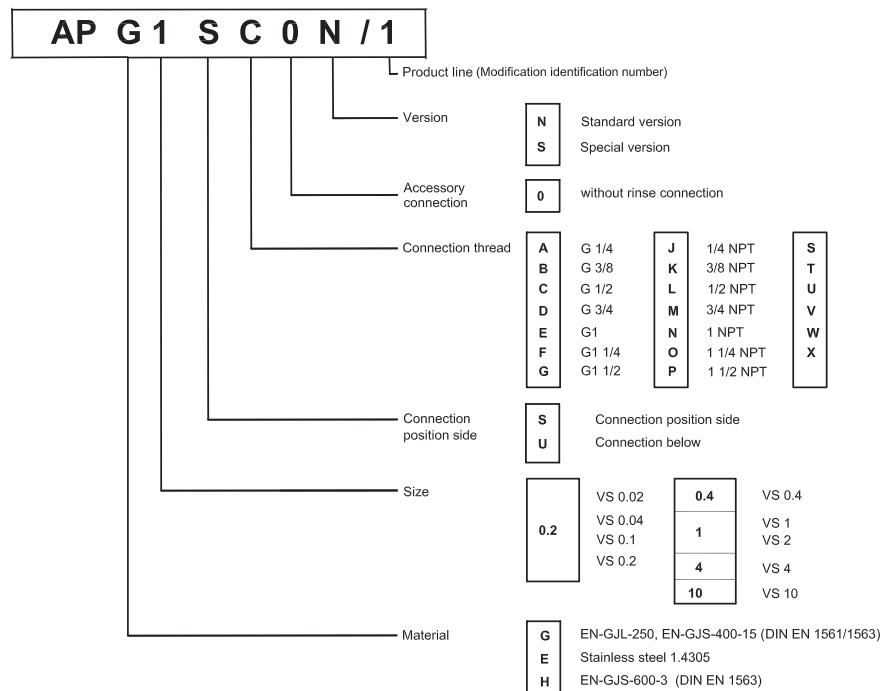 AP G 1 S C 0 N / 1
Product line (Modification identification number)
Version
N Standard version
S Special version
Accessory
connection
0 without rinse connection
Connection thread
A G 1/4 J 1/4 NPT S
B G 3/8 K 3/8 NPT T
C G 1/2 L 1/2 NPT U
D G 3/4 M 3/4 NPT V
E G1 N 1 NPT W
F G1 1/4 O 1 1/4 NPT X
G G1 1/2 P 1 1/2 NPT
Connection
position side
S Connection position side
U Connection below
Size
0.2
VS 0.02
VS 0.04
VS 0.1
VS 0.2
0.4 VS 0.4
1 VS 1
VS 2
4 VS 4
10 VS 10
Material
G EN-GJL-250, EN-GJS-400-15 (DIN EN 1561/1563)
E Stainless steel 1.4305
H EN-GJS-600-3 (DIN EN 1563)